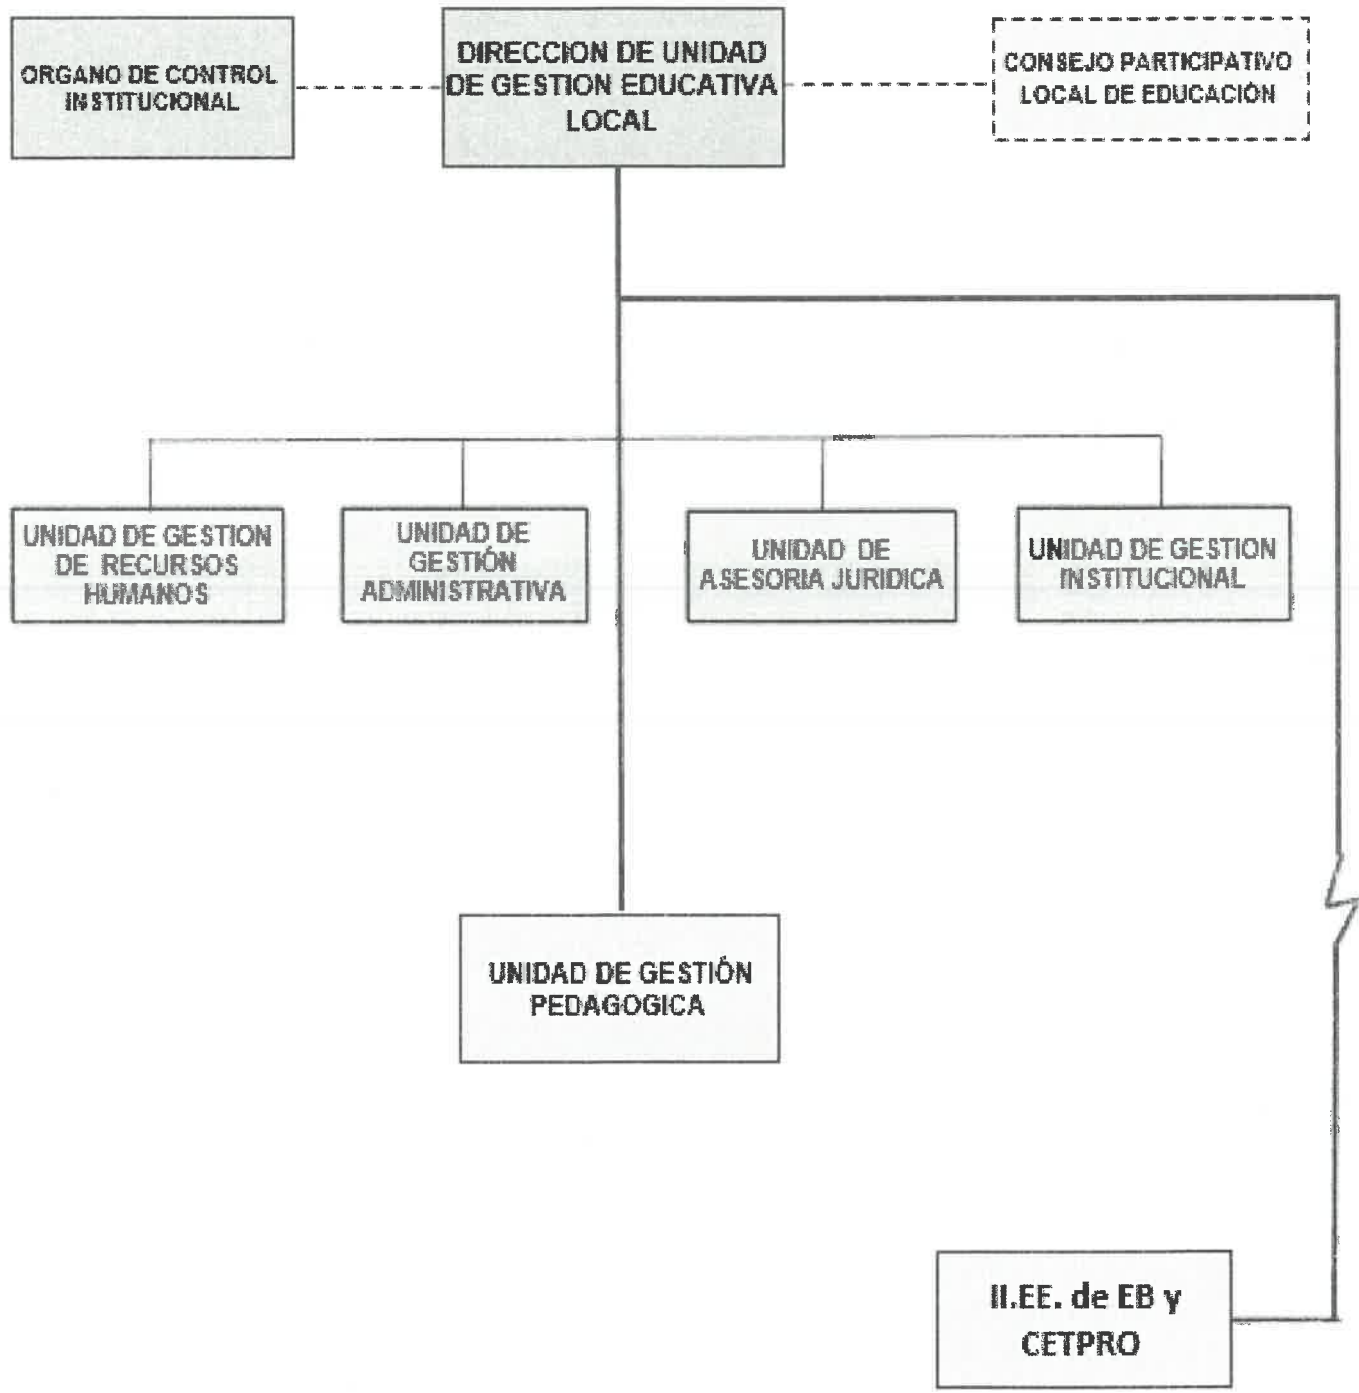 ORGANO DE CONTROL
INSTITUCIONAL
DIRECCION DE UNIDAD
DE GESTION EDUCATIVA
LOCAL
CONSEJO PARTICIPATIVO
LOCAL DE EDUCACIÓN
UNIDAD DE GESTION
DE RECURSOS
HUMANOS
UNIDAD DE
GESTIÓN
ADMINISTRATIVA
UNIDAD DE
ASESORIA JURIDICA
UNIDAD DE GESTION
INSTITUCIONAL
UNIDAD DE GESTIÓN
PEDAGOGICA
II.EE. de EB y
CETPRO